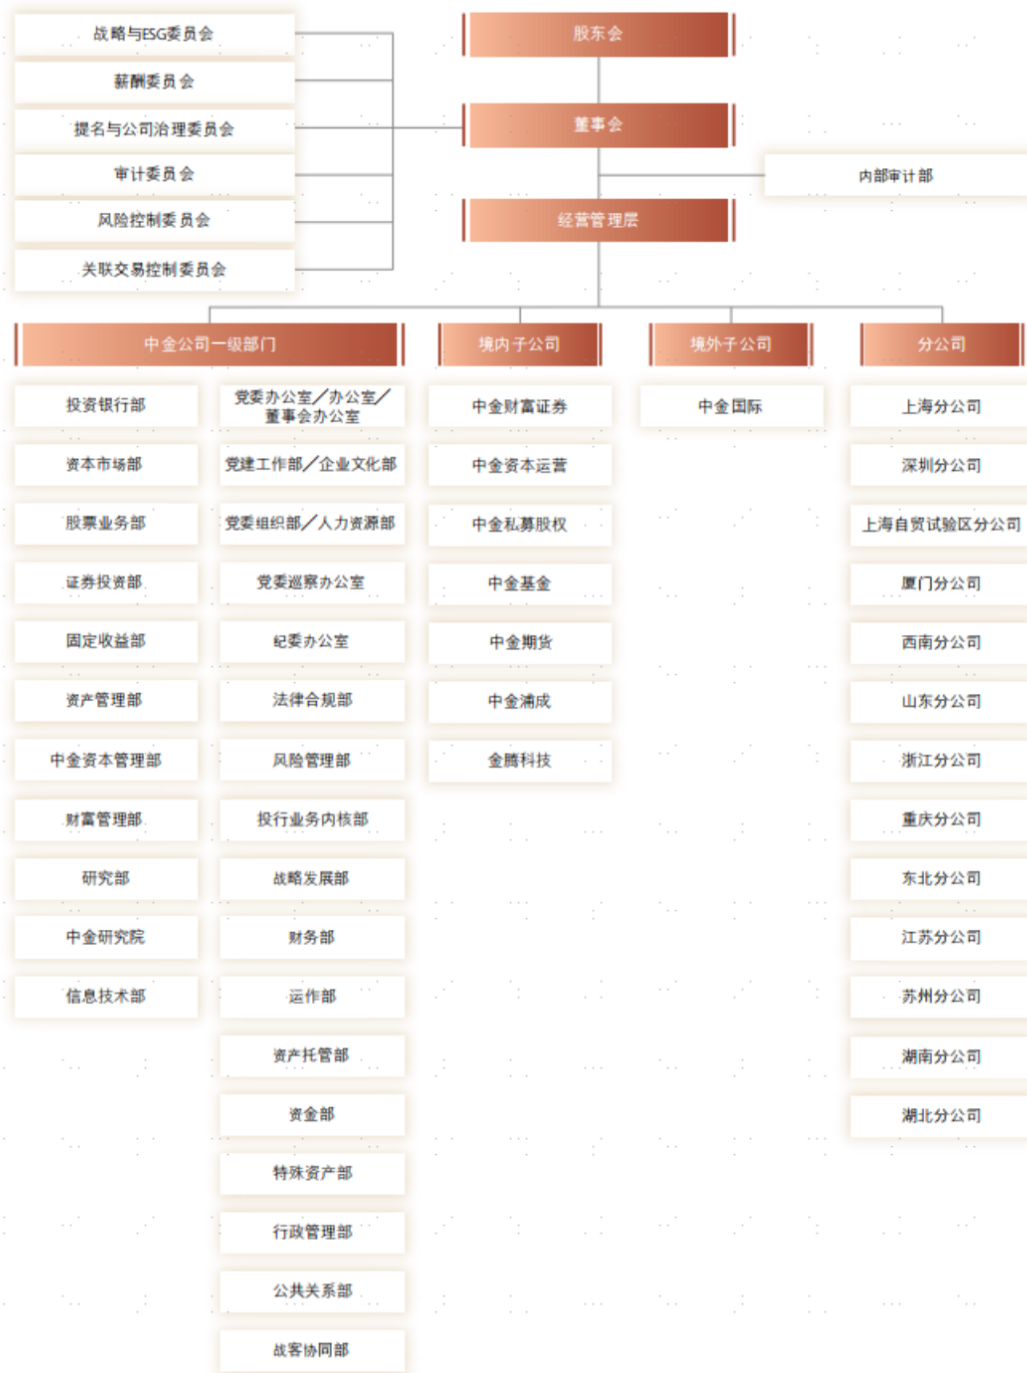 战略与ESG委员会
薪酬委员会
提名与公司治理委员会
审计委员会
风险控制委员会
关联交易控制委员会
股东会
董事会
内部审计部
经营管理层
中金公司一级部门
投资银行部
资本市场部
股票业务部
证券投资部
固定收益部
资产管理部
中金资本管理部
财富管理部
研究部
中金研究院
信息技术部
党委办公室/办公室/
董事会办公室
党建工作部/企业文化部
党委组织部/人力资源部
党委巡察办公室
纪委办公室
法律合规部
风险管理部
投行业务内核部
战略发展部
财务部
运作部
资产托管部
资金部
特殊资产部
行政管理部
公共关系部
战客协同部
境内子公司
中金财富证券
中金资本运营
中金私募股权
中金基金
中金期货
中金浦成
金腾科技
境外子公司
中金国际
分公司
上海分公司
深圳分公司
上海自贸试验区分公司
厦门分公司
西南分公司
山东分公司
浙江分公司
重庆分公司
东北分公司
江苏分公司
苏州分公司
湖南分公司
湖北分公司